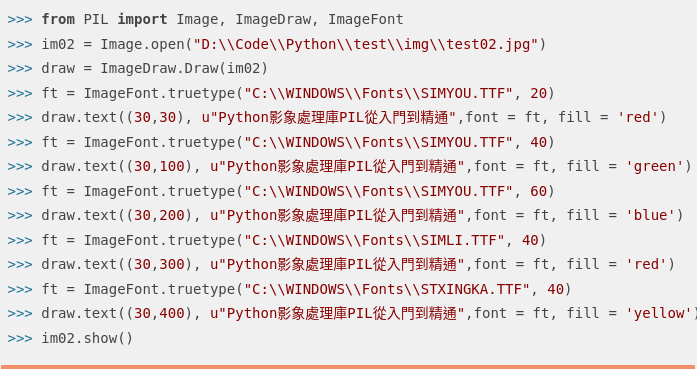 >>> from PIL import Image, ImageDraw, ImageFont
>>> im02 = Image.open("D:\\Code\\Python\\test\\img\\test02.jpg")
>>> draw = ImageDraw.Draw(im02)
>>> ft = ImageFont.truetype("C:\\WINDOWS\\Fonts\\SIMYOU.TTF", 20)
>>> draw.text((30,30), u"Python影象處理庫PIL從入門到精通",font = ft, fill = 'red')
>>> ft = ImageFont.truetype("C:\\WINDOWS\\Fonts\\SIMYOU.TTF", 40)
>>> draw.text((30,100), u"Python影象處理庫PIL從入門到精通",font = ft, fill = 'green')
>>> ft = ImageFont.truetype("C:\\WINDOWS\\Fonts\\SIMYOU.TTF", 60)
>>> draw.text((30,200), u"Python影象處理庫PIL從入門到精通",font = ft, fill = 'blue')
>>> ft = ImageFont.truetype("C:\\WINDOWS\\Fonts\\SIMLI.TTF", 40)
>>> draw.text((30,300), u"Python影象處理庫PIL從入門到精通",font = ft, fill = 'red')
>>> ft = ImageFont.truetype("C:\\WINDOWS\\Fonts\\STXINGKA.TTF", 40)
>>> draw.text((30,400), u"Python影象處理庫PIL從入門到精通",font = ft, fill = 'yellow')
>>> im02.show()